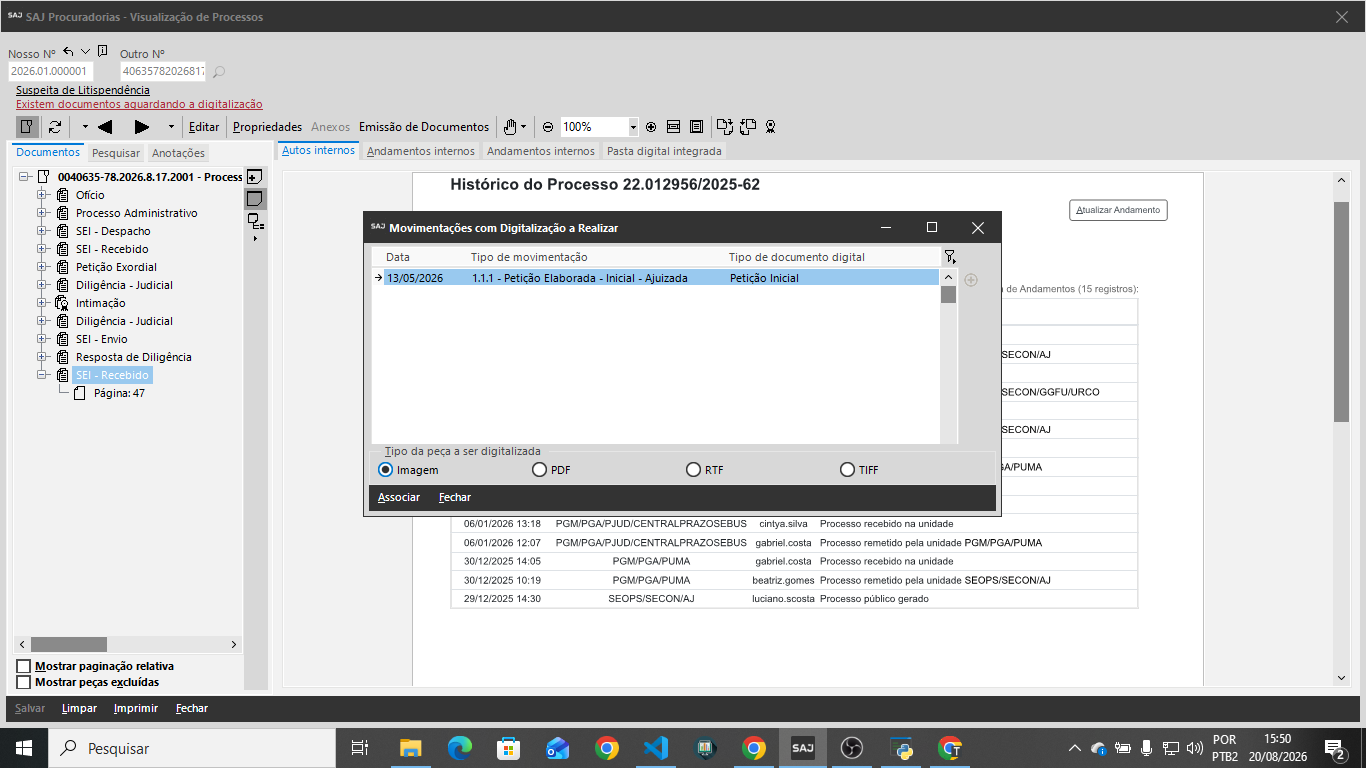 SAJ SAJ Procuradorias - Visualização de Processos
Nosso Nº Outro Nº
2026.01.000001 40635782026817
Suspeita de Litispendência
Existem documentos aguardando a digitalização
Editar Propriedades Anexos Emissão de Documentos 100%
Documentos Pesquisar Anotações
Autos internos Andamentos internos Andamentos internos Pasta digital integrada
0040635-78.2026.8.17.2001 - Process
Ofício
Processo Administrativo
SEI - Despacho
SEI - Recebido
Petição Exordial
Diligência - Judicial
Intimação
Diligência - Judicial
SEI - Envio
Resposta de Diligência
SEI - Recebido
Página: 47
Mostrar paginação relativa
Mostrar peças excluídas
Histórico do Processo 22.012956/2025-62
Atualizar Andamento
de Andamentos (15 registros):
SECON/AJ
SECON/GGFU/URCO
SECON/AJ
GA/PUMA
SAJ Movimentações com Digitalização a Realizar
Data Tipo de movimentação Tipo de documento digital
13/05/2026 1.1.1 - Petição Elaborada - Inicial - Ajuizada Petição Inicial
Tipo da peça a ser digitalizada
Imagem PDF RTF TIFF
Associar Fechar
06/01/2026 13:18 PGM/PGA/PJUD/CENTRALPRAZOSEBUS cintya.silva Processo recebido na unidade
06/01/2026 12:07 PGM/PGA/PJUD/CENTRALPRAZOSEBUS gabriel.costa Processo remetido pela unidade PGM/PGA/PUMA
30/12/2025 14:05 PGM/PGA/PUMA gabriel.costa Processo recebido na unidade
30/12/2025 10:19 PGM/PGA/PUMA beatriz.gomes Processo remetido pela unidade SEOPS/SECON/AJ
29/12/2025 14:30 SEOPS/SECON/AJ luciano.scosta Processo público gerado
Salvar Limpar Imprimir Fechar
Pesquisar
SAJ
POR 15:50
PTB2 20/08/2026
2